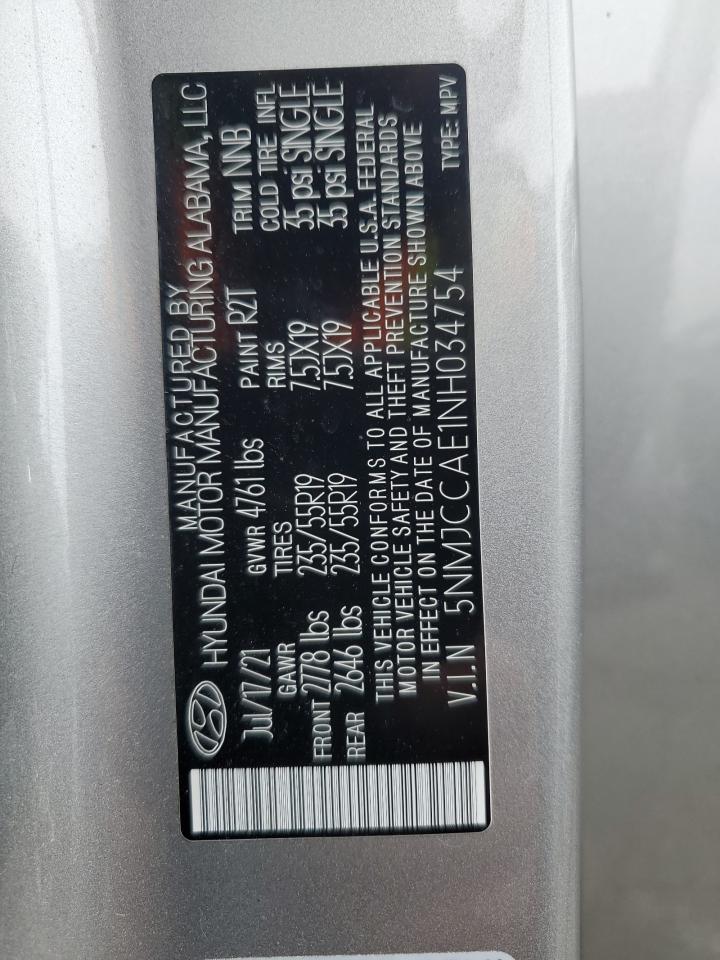 MANUFACTURED BY
HYUNDAI MOTOR MANUFACTURING ALABAMA, LLC
Jul/17/21 GVWR 4761 lbs PAINT R2T TRIM NNB
GAWR TIRES RIMS COLD TIRE INFL
FRONT 2778 lbs 235/55R19 7.5JX19 35 psi SINGLE
REAR 2646 lbs 235/55R19 7.5JX19 35 psi SINGLE
THIS VEHICLE CONFORMS TO ALL APPLICABLE U.S.A. FEDERAL
MOTOR VEHICLE SAFETY AND THEFT PREVENTION STANDARDS
IN EFFECT ON THE DATE OF MANUFACTURE SHOWN ABOVE
V.I.N 5NMJCCAE1NH034754 TYPE: MPV